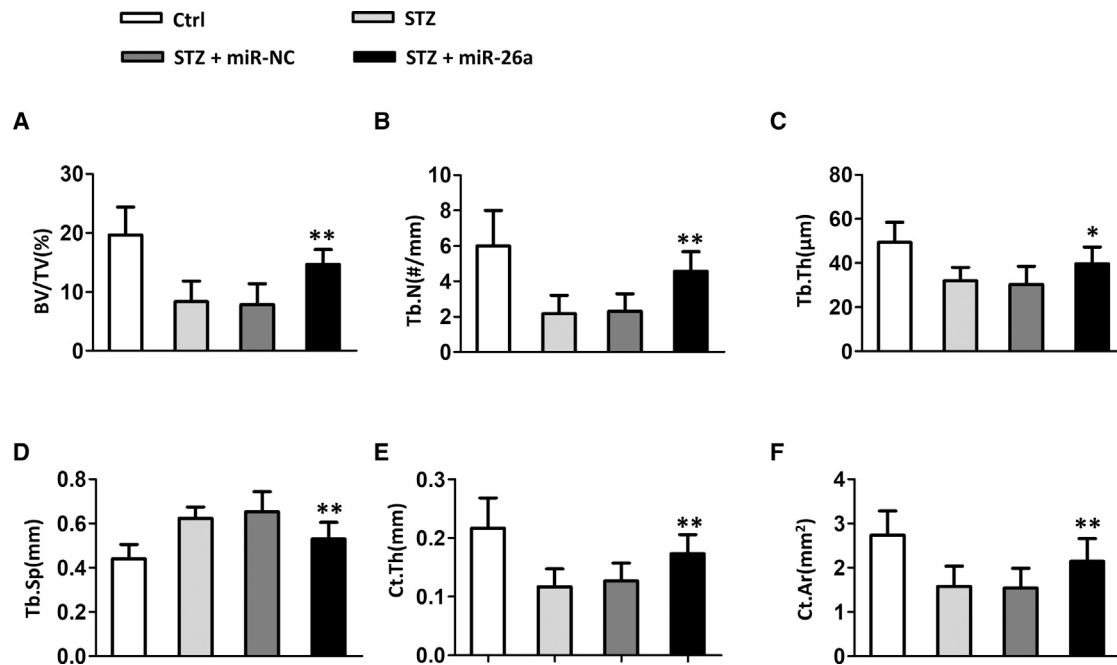 Ctrl
STZ
STZ + miR-NC
STZ + miR-26a
A
BV/TV(%)
30
20
10
0
**
B
Tb.N(#/mm)
10
8
6
4
2
0
**
C
Tb.Th(μm)
80
60
40
20
0
*
D
Tb.Sp(mm)
0.8
0.6
0.4
0.2
0.0
**
E
Ct.Th(mm)
0.3
0.2
0.1
0.0
**
F
Ct.Ar(mm²)
4
3
2
1
0
**